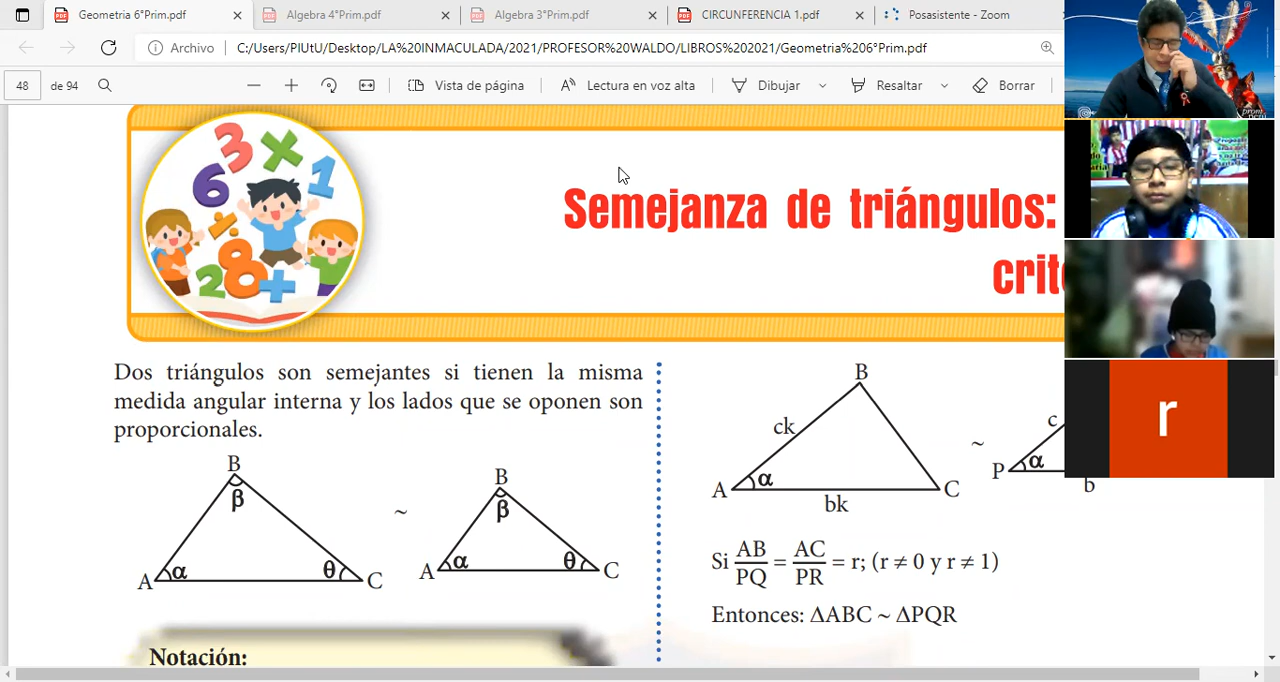 Geometria 6°Prim.pdf
Algebra 4°Prim.pdf
Algebra 3°Prim.pdf
CIRCUNFERENCIA 1.pdf
Posasistente - Zoom
Archivo
C:/Users/PIUtU/Desktop/LA%20INMACULADA/2021/PROFESOR%20WALDO/LIBROS%202021/Geometria%206°Prim.pdf
48 de 94
Vista de página
Lectura en voz alta
Dibujar
Resaltar
Borrar
3 × 1
6
÷
8
2 +
Semejanza de triángulos:
crit
r
Dos triángulos son semejantes si tienen la misma
medida angular interna y los lados que se oponen son
proporcionales.
B
β
A α θ C
~
B
β
A α θ C
Notación:
B
ck
A α C
bk
~
c
P α
b
Si AB/PQ = AC/PR = r; (r ≠ 0 y r ≠ 1)
Entonces: ΔABC ~ ΔPQR